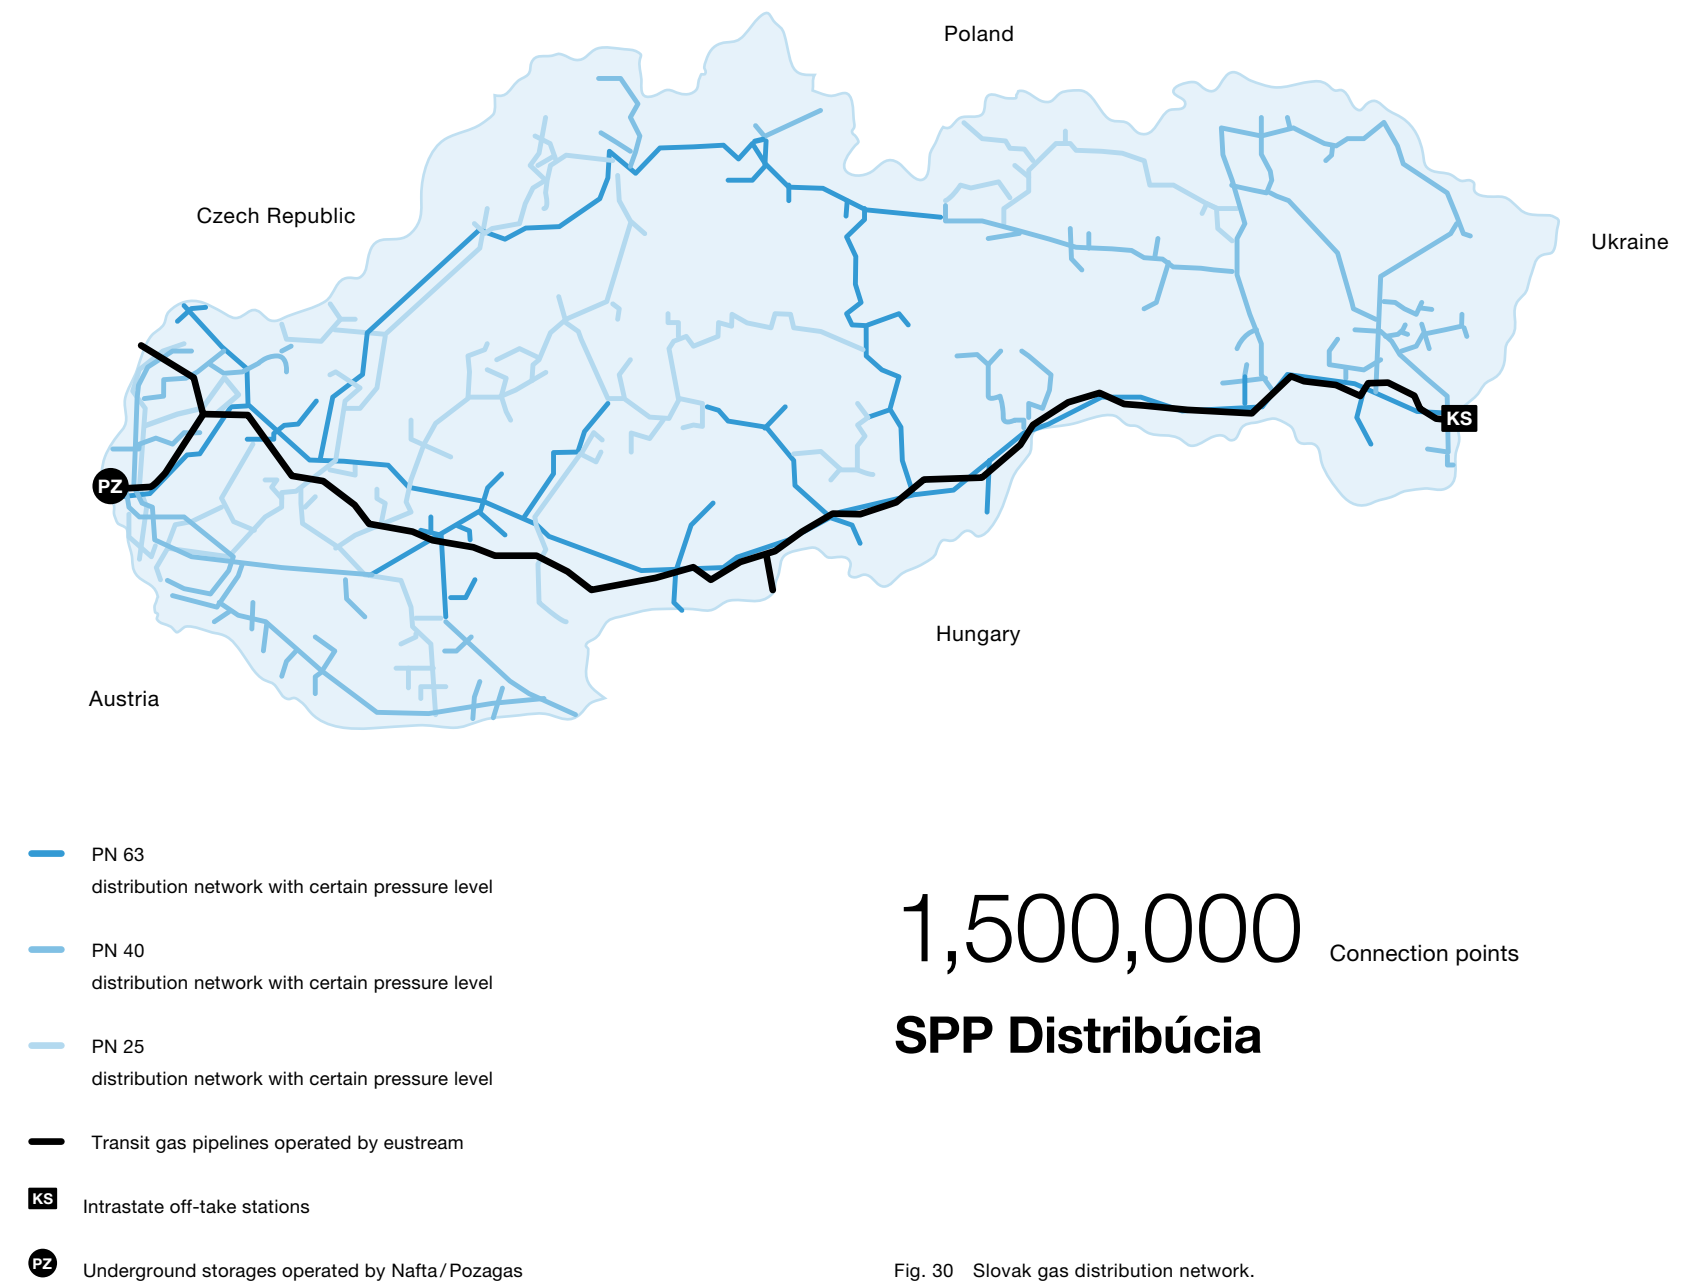 Poland
Czech Republic
Ukraine
KS
PZ
Hungary
Austria
PN 63
distribution network with certain pressure level
PN 40
distribution network with certain pressure level
PN 25
distribution network with certain pressure level
Transit gas pipelines operated by eustream
KS Intrastate off-take stations
PZ Underground storages operated by Nafta/Pozagas
1,500,000 Connection points
SPP Distribúcia
Fig. 30 Slovak gas distribution network.